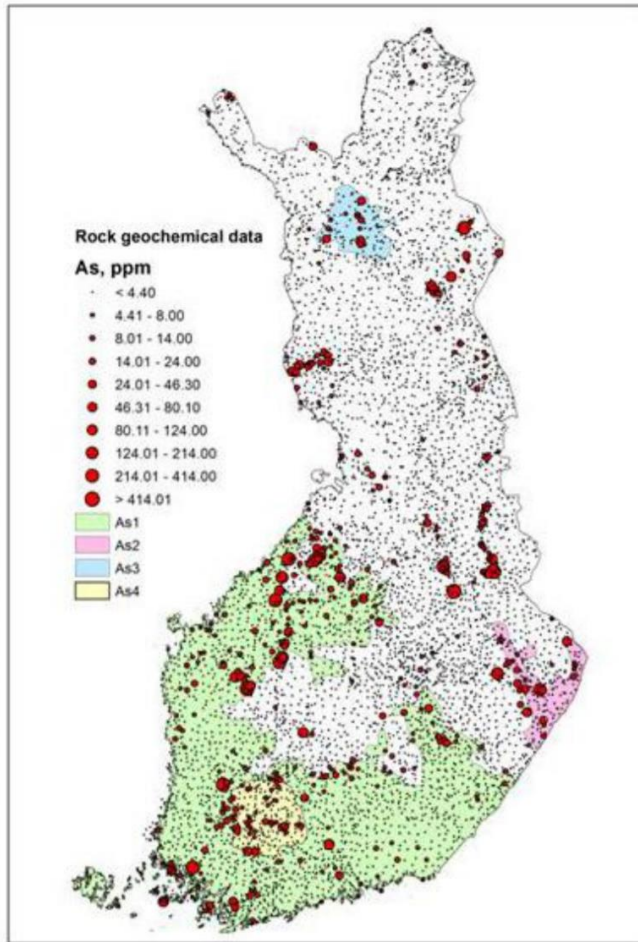 Rock geochemical data
As, ppm
< 4.40
4.41 - 8.00
8.01 - 14.00
14.01 - 24.00
24.01 - 46.30
46.31 - 80.10
80.11 - 124.00
124.01 - 214.00
214.01 - 414.00
> 414.01
As1
As2
As3
As4